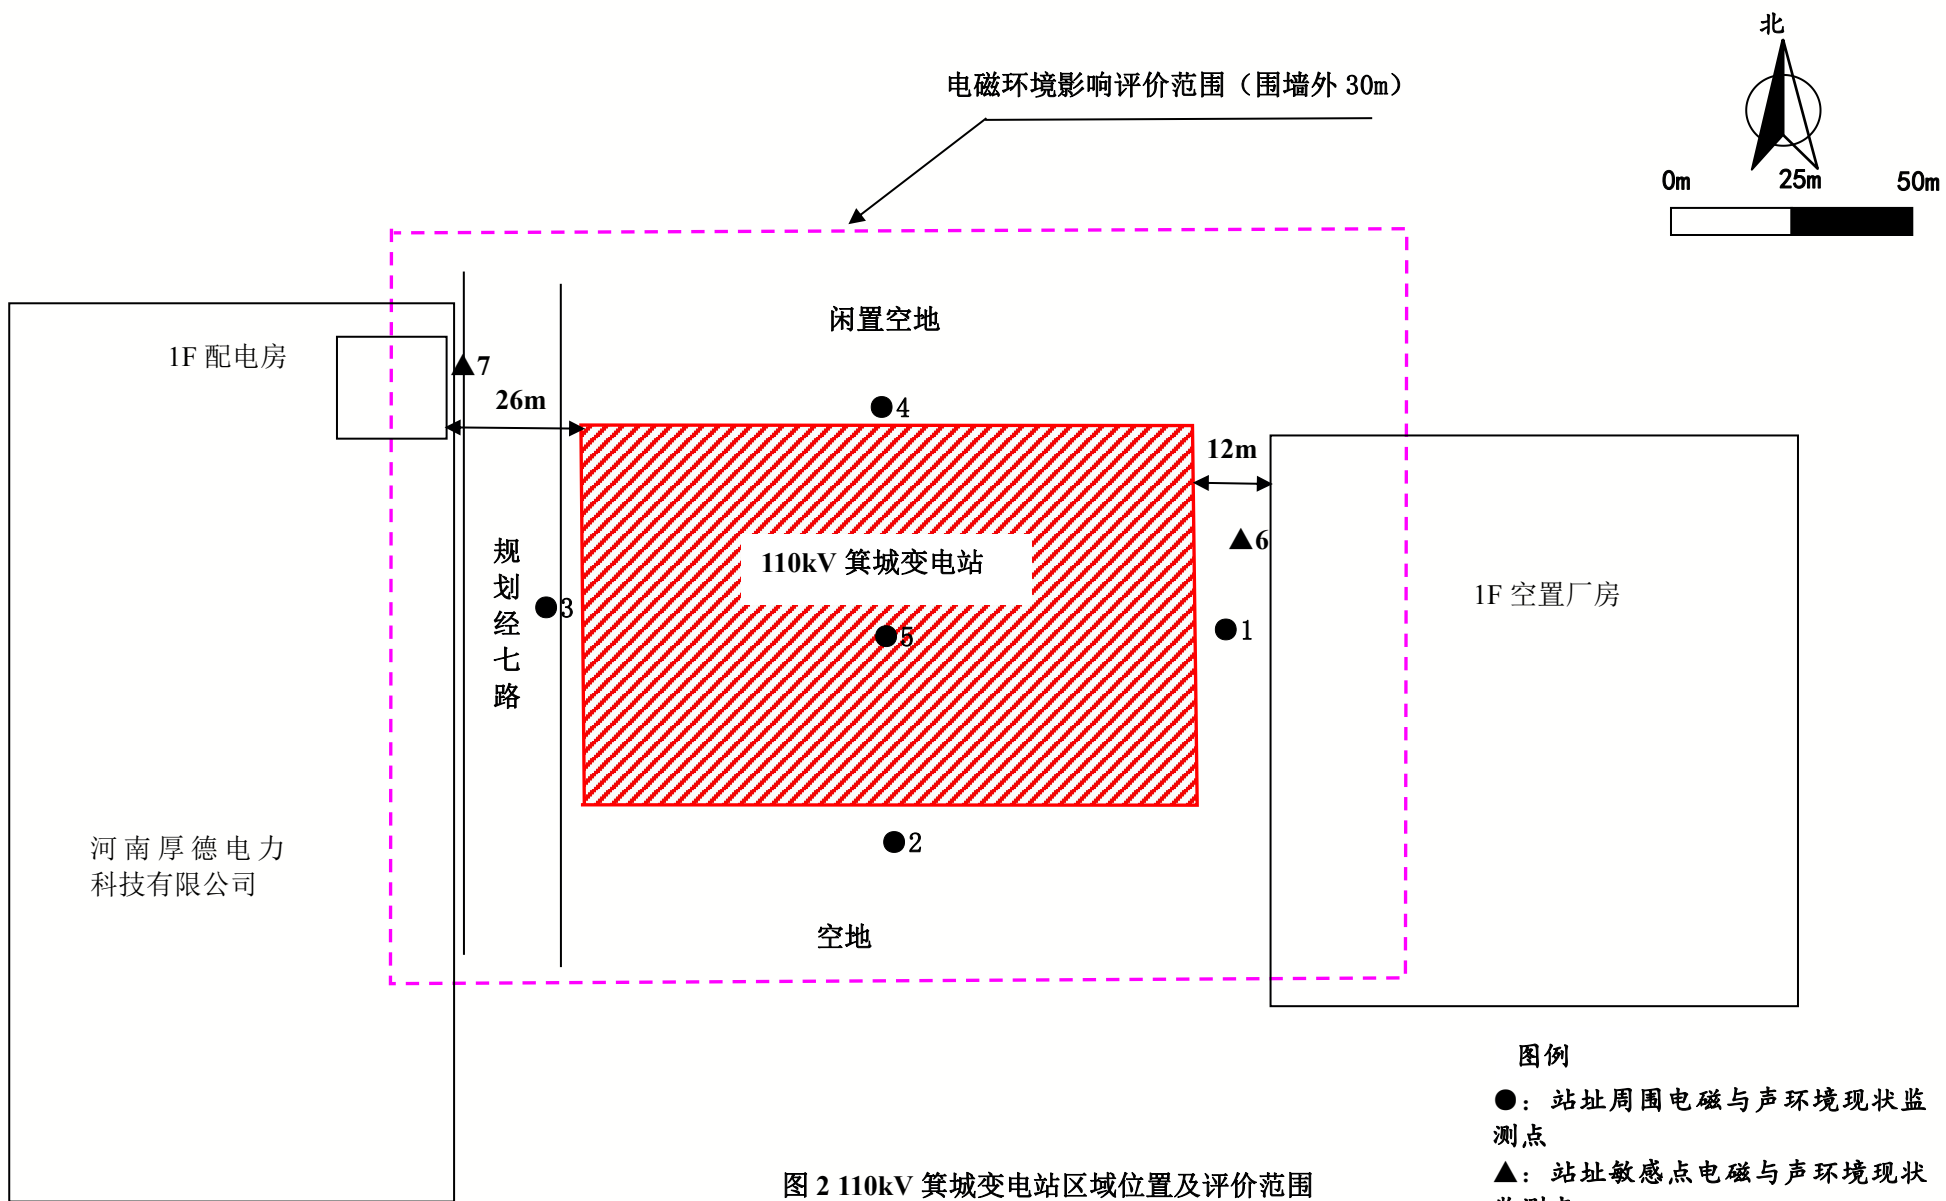 北
电磁环境影响评价范围（围墙外 30m）
0m 25m 50m
闲置空地
1F 配电房
7
26m
4
12m
6
110kV 箕城变电站
规划经七路
3
5
1
1F 空置厂房
2
河南厚德电力
科技有限公司
空地
图例
●：站址周围电磁与声环境现状监
测点
▲：站址敏感点电磁与声环境现状
图 2 110kV 箕城变电站区域位置及评价范围